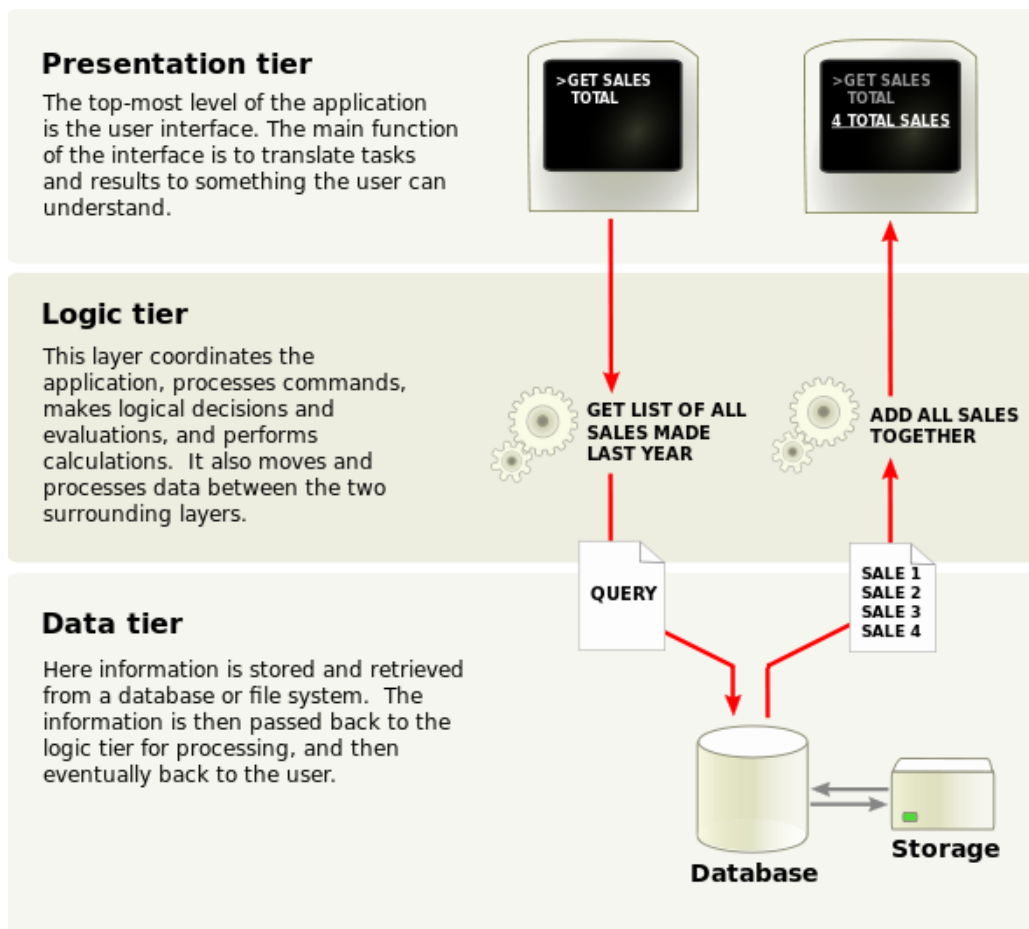 Presentation tier
The top-most level of the application
is the user interface. The main function
of the interface is to translate tasks
and results to something the user can
understand.
>GET SALES
TOTAL
>GET SALES
TOTAL
4 TOTAL SALES
Logic tier
This layer coordinates the
application, processes commands,
makes logical decisions and
evaluations, and performs
calculations.  It also moves and
processes data between the two
surrounding layers.
GET LIST OF ALL
SALES MADE
LAST YEAR
ADD ALL SALES
TOGETHER
QUERY
SALE 1
SALE 2
SALE 3
SALE 4
Data tier
Here information is stored and retrieved
from a database or file system.  The
information is then passed back to the
logic tier for processing, and then
eventually back to the user.
Database
Storage